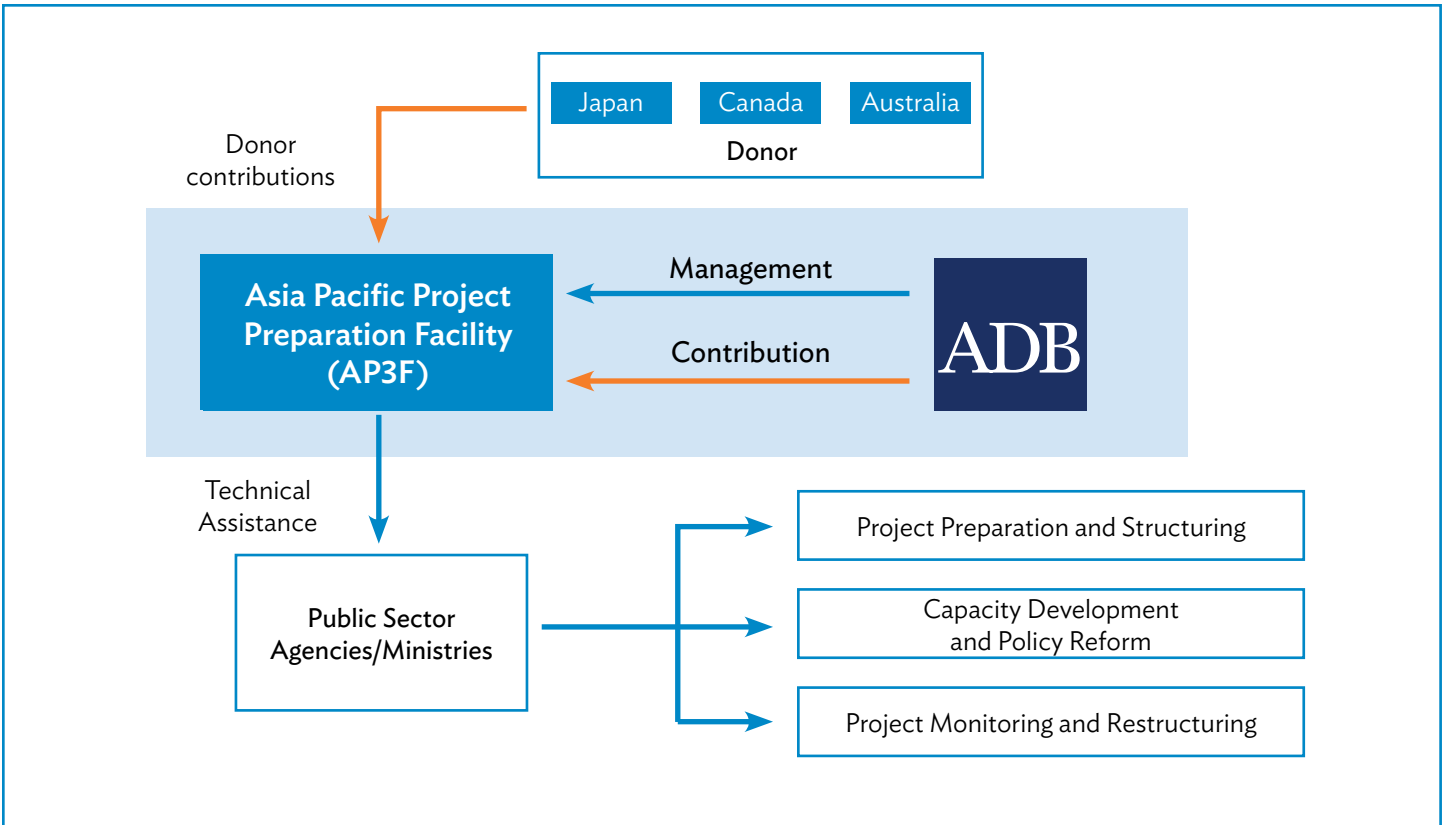 Japan
Canada
Australia
Donor
Donor
contributions
Asia Pacific Project
Preparation Facility
(AP3F)
Management
Contribution
ADB
Technical
Assistance
Public Sector
Agencies/Ministries
Project Preparation and Structuring
Capacity Development
and Policy Reform
Project Monitoring and Restructuring